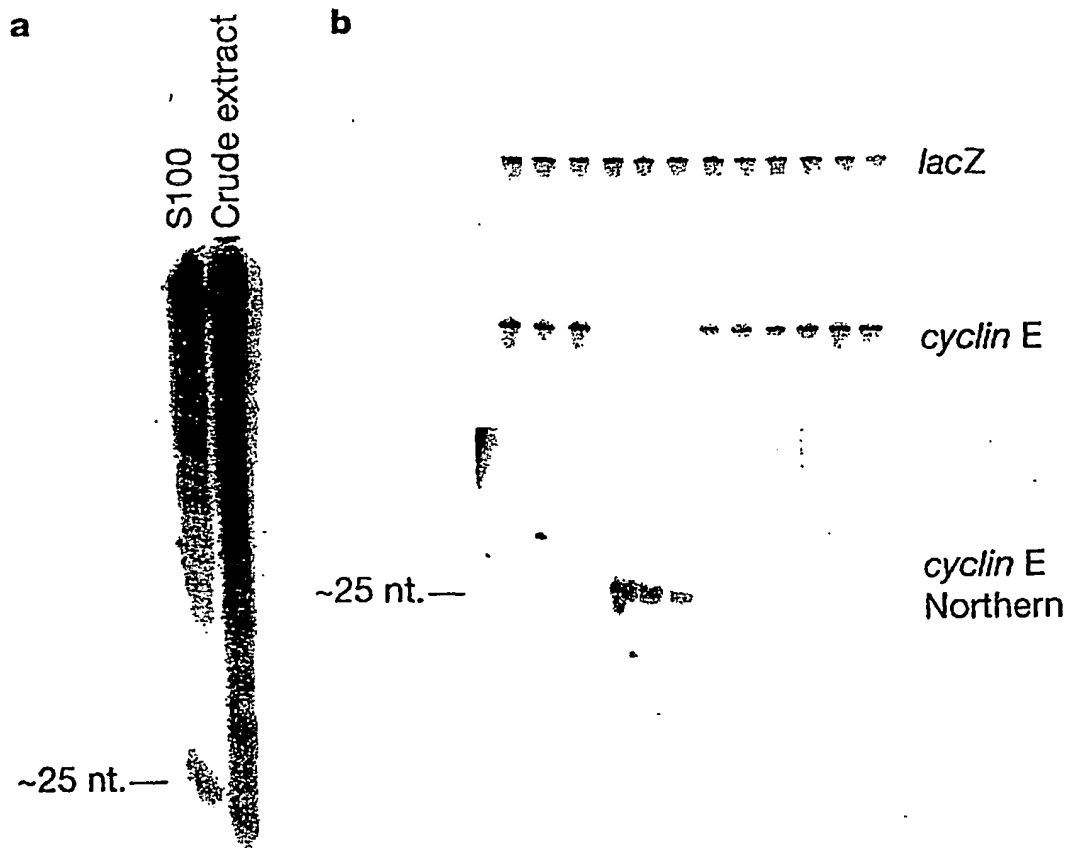 a
b
S100
Crude extract
lacZ
cyclin E
~25 nt.
cyclin E
Northern
~25 nt.